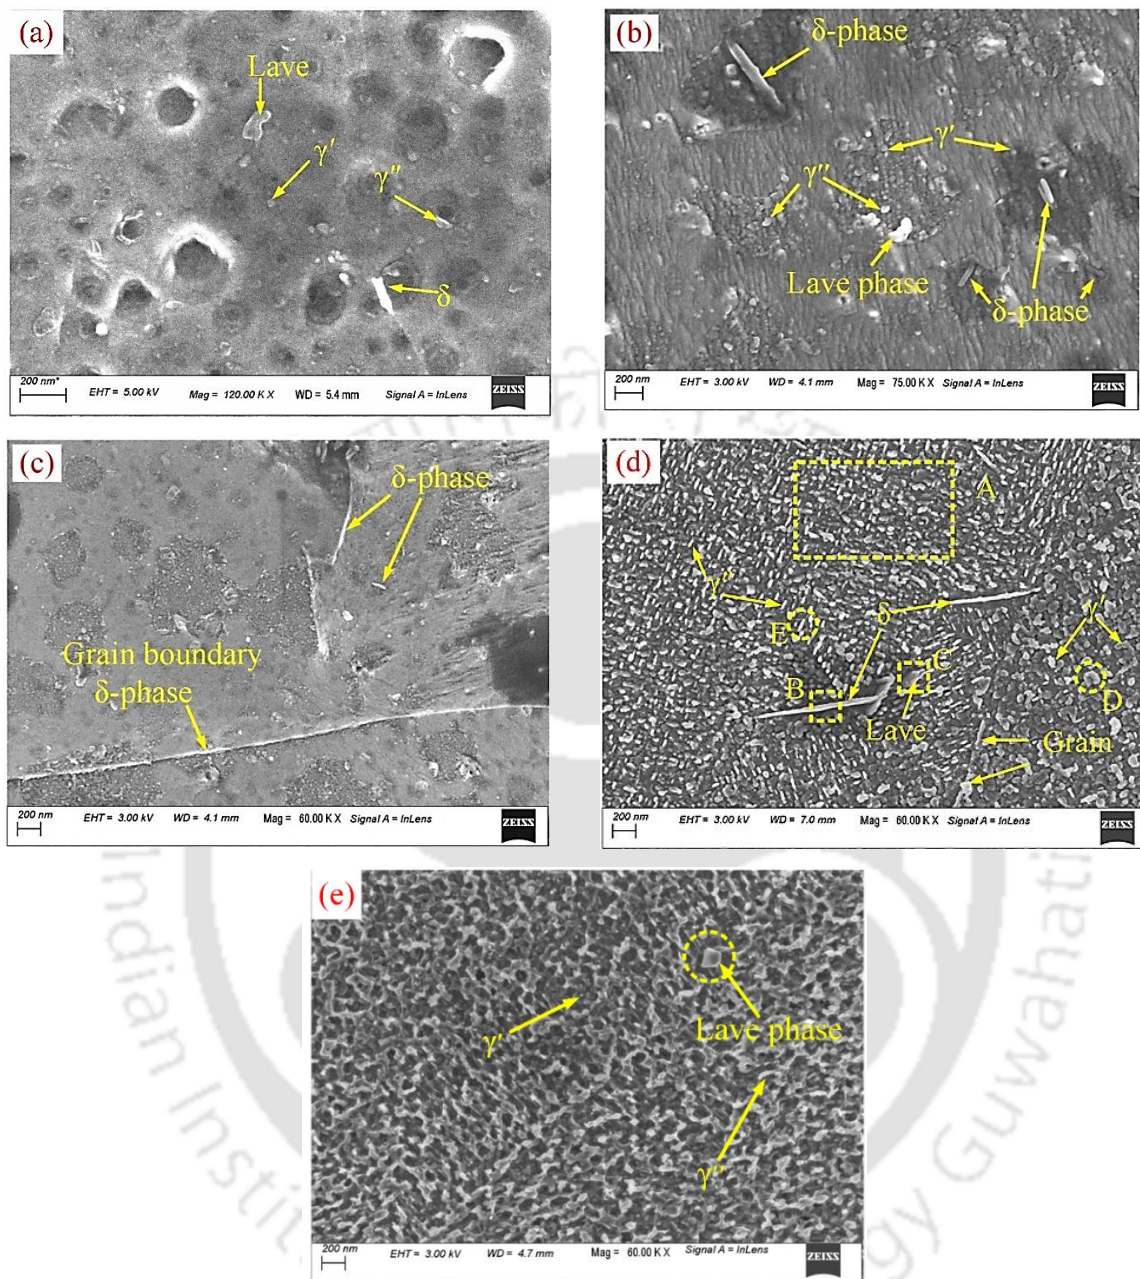 (a)
Lave
γ′
γ″
δ
200 nm* EHT = 5.00 kV Mag = 120.00 K X WD = 5.4 mm Signal A = InLens ZEISS
(b)
δ-phase
γ′
γ″
Lave phase
δ-phase
200 nm EHT = 3.00 kV WD = 4.1 mm Mag = 75.00 K X Signal A = InLens ZEISS
(c)
δ-phase
Grain boundary
δ-phase
200 nm EHT = 3.00 kV WD = 4.1 mm Mag = 60.00 K X Signal A = InLens ZEISS
(d)
A
γ″
δ
γ′
E
C
B
D
Lave
Grain
200 nm EHT = 3.00 kV WD = 7.0 mm Mag = 60.00 K X Signal A = InLens ZEISS
(e)
Lave phase
γ′
γ″
200 nm EHT = 3.00 kV WD = 4.7 mm Mag = 60.00 K X Signal A = InLens ZEISS
Indian Instit
gy Guwahati